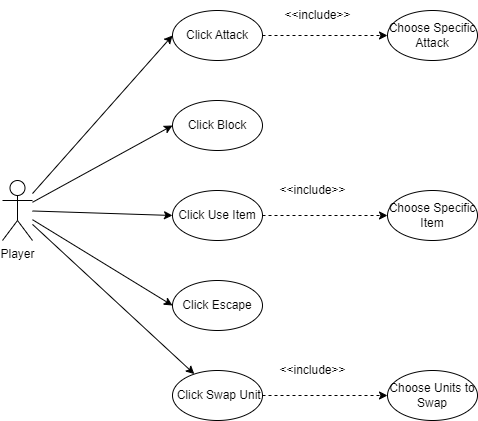 <<include>>
Click Attack
Choose Specific
Attack
Click Block
<<include>>
Click Use Item
Choose Specific
Item
Player
Click Escape
<<include>>
Click Swap Unit
Choose Units to
Swap